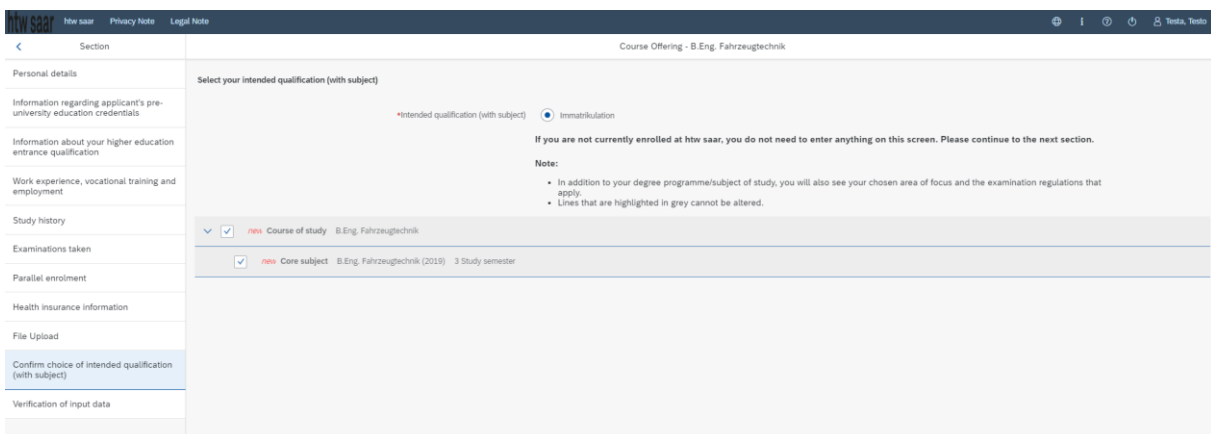 htw saar htw saar Privacy Note Legal Note i ? Testa, Testo
Section
Course Offering - B.Eng. Fahrzeugtechnik
Personal details
Information regarding applicant's pre-
university education credentials
Information about your higher education
entrance qualification
Work experience, vocational training and
employment
Study history
Examinations taken
Parallel enrolment
Health insurance information
File Upload
Confirm choice of intended qualification
(with subject)
Verification of input data
Select your intended qualification (with subject)
*Intended qualification (with subject) Immatrikulation
If you are not currently enrolled at htw saar, you do not need to enter anything on this screen. Please continue to the next section.
Note:
• In addition to your degree programme/subject of study, you will also see your chosen area of focus and the examination regulations that
apply.
• Lines that are highlighted in grey cannot be altered.
new Course of study B.Eng. Fahrzeugtechnik
new Core subject B.Eng. Fahrzeugtechnik (2019) 3 Study semester